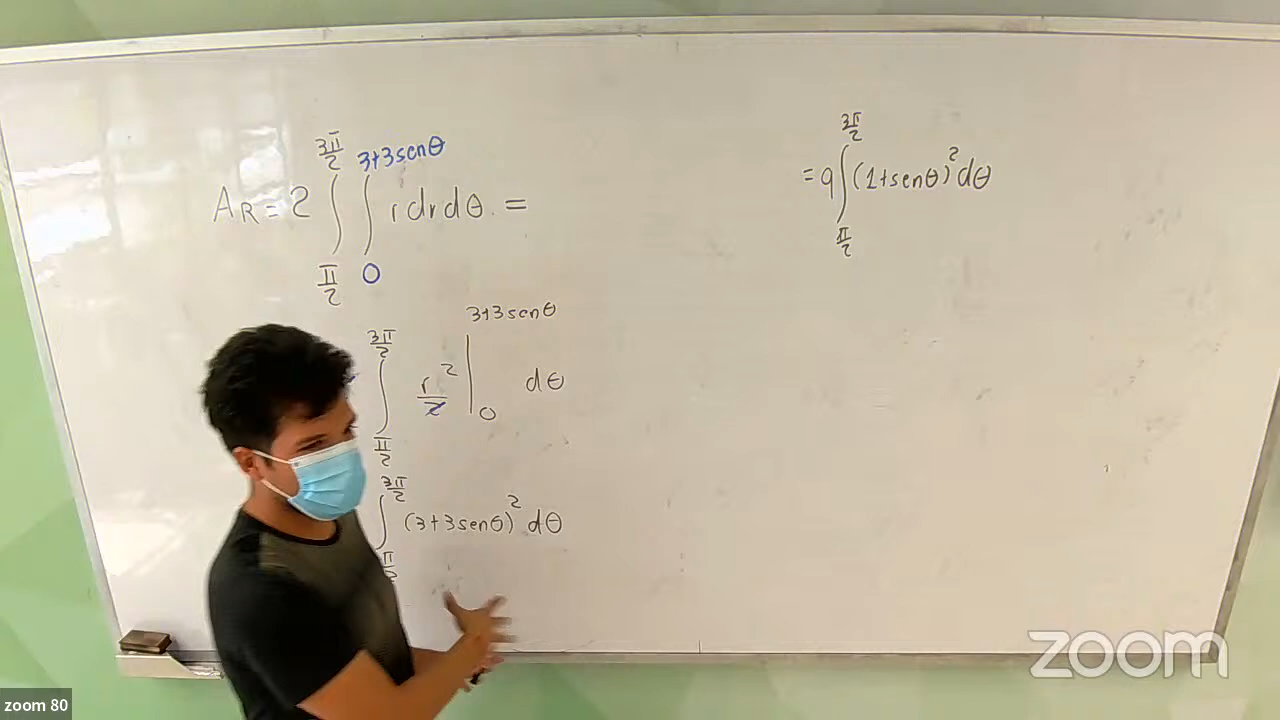 A_R = 2 ∫_{π/2}^{3π/2} ∫_{0}^{3+3senθ} r dr dθ. =
∫_{π/2}^{3π/2} r²/2 |_{0}^{3+3senθ} dθ
∫_{π/2}^{3π/2} (3+3senθ)² dθ
= 9 ∫_{π/2}^{3π/2} (1+senθ)² dθ
zoom
zoom 80